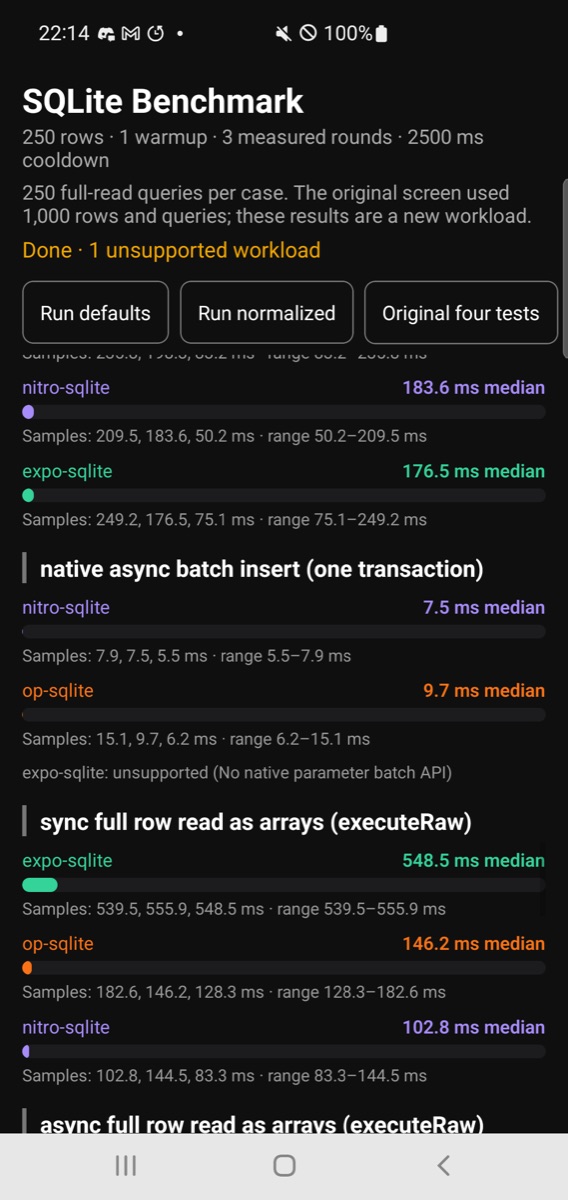 22:14
100%
SQLite Benchmark
250 rows · 1 warmup · 3 measured rounds · 2500 ms
cooldown
250 full-read queries per case. The original screen used
1,000 rows and queries; these results are a new workload.
Done · 1 unsupported workload
Run defaults
Run normalized
Original four tests
nitro-sqlite
183.6 ms median
Samples: 209.5, 183.6, 50.2 ms · range 50.2–209.5 ms
expo-sqlite
176.5 ms median
Samples: 249.2, 176.5, 75.1 ms · range 75.1–249.2 ms
native async batch insert (one transaction)
nitro-sqlite
7.5 ms median
Samples: 7.9, 7.5, 5.5 ms · range 5.5–7.9 ms
op-sqlite
9.7 ms median
Samples: 15.1, 9.7, 6.2 ms · range 6.2–15.1 ms
expo-sqlite: unsupported (No native parameter batch API)
sync full row read as arrays (executeRaw)
expo-sqlite
548.5 ms median
Samples: 539.5, 555.9, 548.5 ms · range 539.5–555.9 ms
op-sqlite
146.2 ms median
Samples: 182.6, 146.2, 128.3 ms · range 128.3–182.6 ms
nitro-sqlite
102.8 ms median
Samples: 102.8, 144.5, 83.3 ms · range 83.3–144.5 ms
async full row read as arrays (executeRaw)